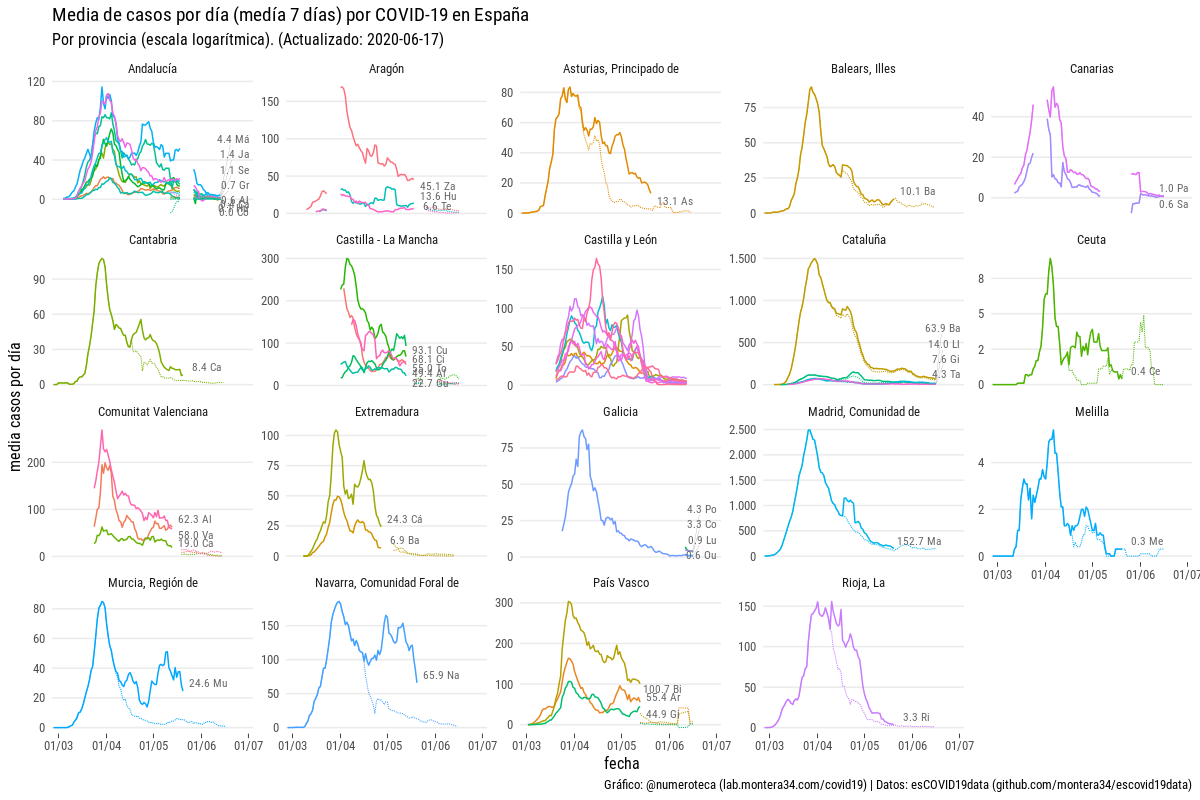 Media de casos por día (medía 7 días) por COVID-19 en España
Por provincia (escala logarítmica). (Actualizado: 2020-06-17)
media casos por día
Andalucía
120
80
40
0
4.4 Má
1.4 Ja
1.1 Se
0.7 Gr
0.6 Al
Aragón
150
100
50
0
45.1 Za
13.6 Hu
6.6 Te
Asturias, Principado de
80
60
40
20
0
13.1 As
Balears, Illes
75
50
25
0
10.1 Ba
Canarias
40
20
0
1.0 Pa
0.6 Sa
Cantabria
90
60
30
0
8.4 Ca
Castilla - La Mancha
300
200
100
0
93.1 Cu
68.1 Ci
55.0 To
49.4 Al
22.7 Gu
Castilla y León
150
100
50
0
Cataluña
1.500
1.000
500
0
63.9 Ba
14.0 Ll
7.6 Gi
4.3 Ta
Ceuta
8
5
2
0
0.4 Ce
Comunitat Valenciana
200
100
0
62.3 Al
58.0 Va
19.0 Ca
Extremadura
100
75
50
25
0
24.3 Cá
6.9 Ba
Galicia
75
50
25
0
4.3 Po
3.3 Co
0.9 Lu
0.6 Ou
Madrid, Comunidad de
2.500
2.000
1.500
1.000
500
0
152.7 Ma
Melilla
4
2
0
0.3 Me
01/03 01/04 01/05 01/06 01/07
Murcia, Región de
80
60
40
20
0
24.6 Mu
01/03 01/04 01/05 01/06 01/07
Navarra, Comunidad Foral de
150
100
50
0
65.9 Na
01/03 01/04 01/05 01/06 01/07
País Vasco
300
200
100
0
100.7 Bi
55.4 Ar
44.9 Gi
01/03 01/04 01/05 01/06 01/07
Rioja, La
150
100
50
0
3.3 Ri
01/03 01/04 01/05 01/06 01/07
fecha
Gráfico: @numeroteca (lab.montera34.com/covid19) | Datos: esCOVID19data (github.com/montera34/escovid19data)